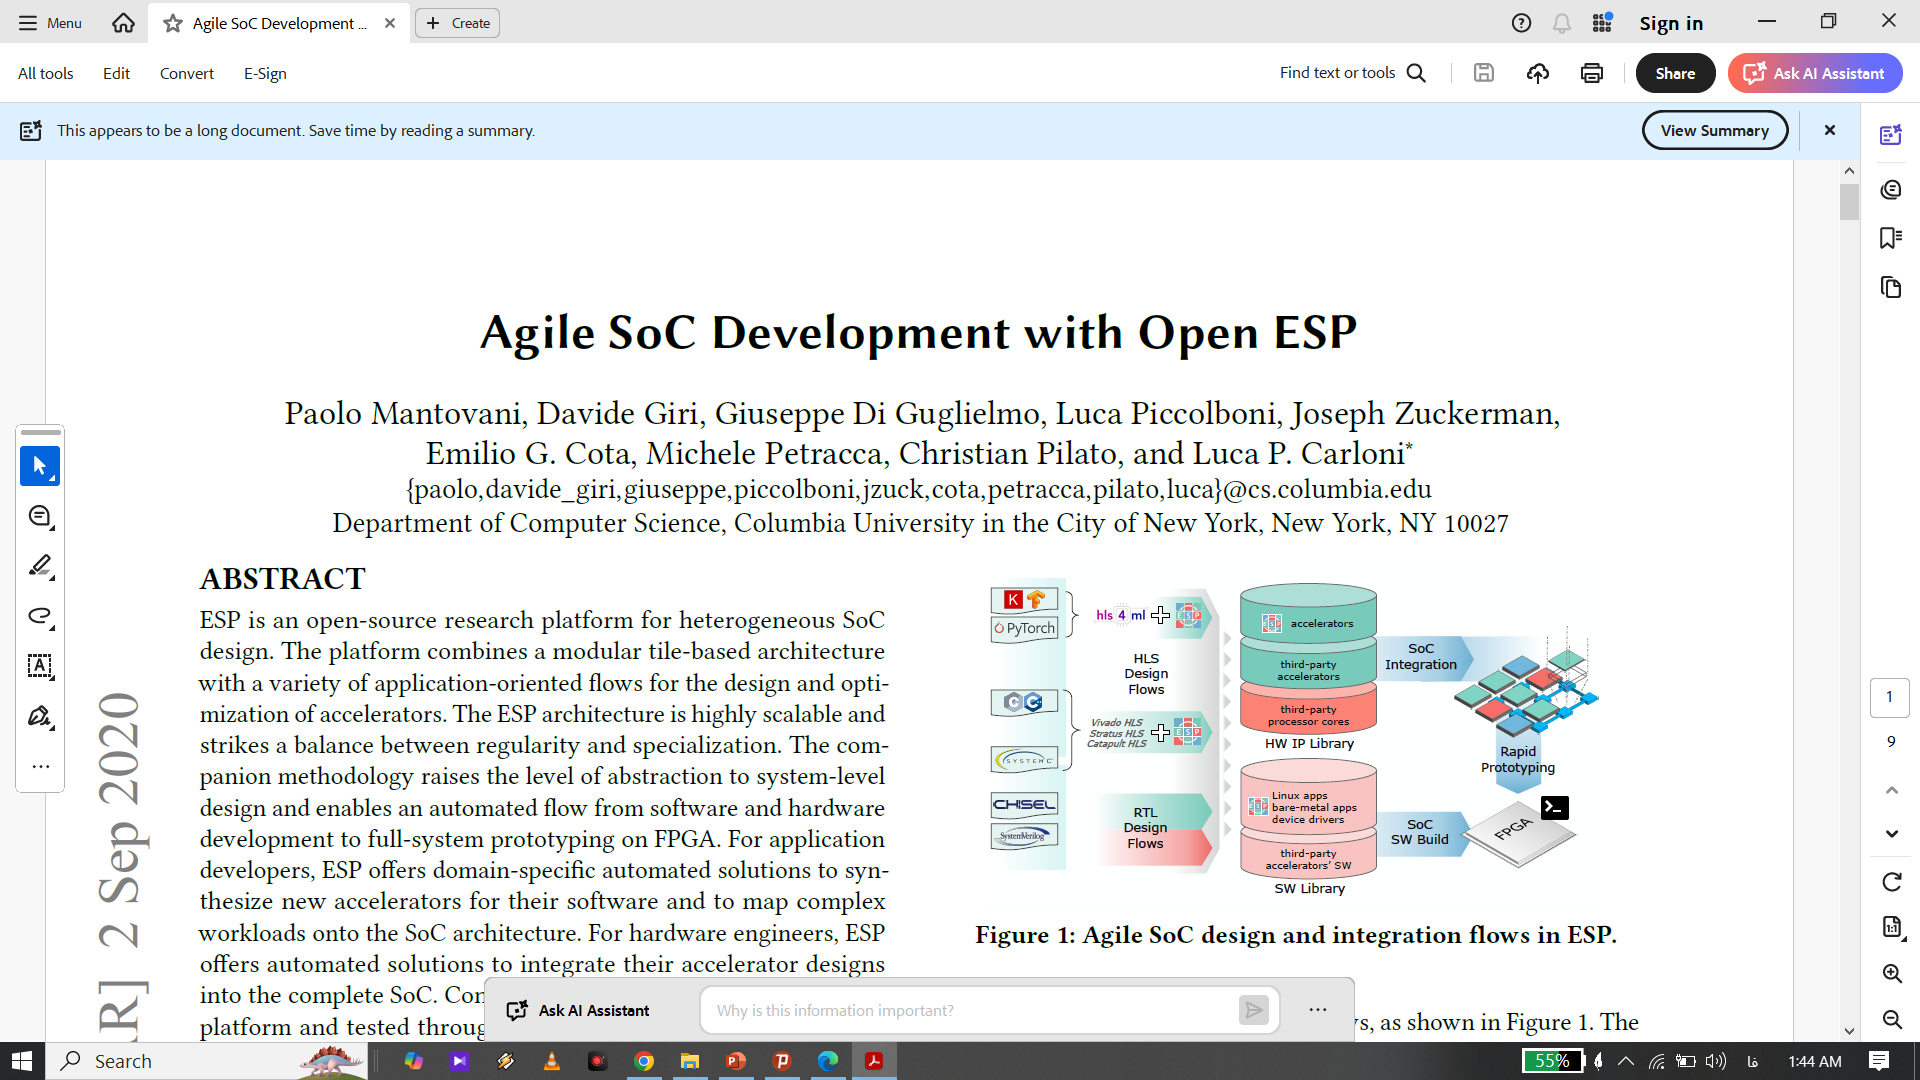 Menu
Agile SoC Development ...
Create
Sign in
All tools
Edit
Convert
E-Sign
Find text or tools
Share
Ask AI Assistant
This appears to be a long document. Save time by reading a summary.
View Summary
Agile SoC Development with Open ESP
Paolo Mantovani, Davide Giri, Giuseppe Di Guglielmo, Luca Piccolboni, Joseph Zuckerman,
Emilio G. Cota, Michele Petracca, Christian Pilato, and Luca P. Carloni*
{paolo,davide_giri,giuseppe,piccolboni,jzuck,cota,petracca,pilato,luca}@cs.columbia.edu
Department of Computer Science, Columbia University in the City of New York, New York, NY 10027
R] 2 Sep 2020
ABSTRACT
ESP is an open-source research platform for heterogeneous SoC
design. The platform combines a modular tile-based architecture
with a variety of application-oriented flows for the design and opti-
mization of accelerators. The ESP architecture is highly scalable and
strikes a balance between regularity and specialization. The com-
panion methodology raises the level of abstraction to system-level
design and enables an automated flow from software and hardware
development to full-system prototyping on FPGA. For application
developers, ESP offers domain-specific automated solutions to syn-
thesize new accelerators for their software and to map complex
workloads onto the SoC architecture. For hardware engineers, ESP
offers automated solutions to integrate their accelerator designs
into the complete SoC. Con
platform and tested throug
K
PyTorch
C
C
SYSTEMC
CHISEL
SystemVerilog
hls 4 ml
ESP
HLS
Design
Flows
Vivado HLS
Stratus HLS
Catapult HLS
ESP
RTL
Design
Flows
ESP
accelerators
third-party
accelerators
third-party
processor cores
HW IP Library
ESP
Linux apps
bare-metal apps
device drivers
third-party
accelerators' SW
SW Library
SoC
Integration
Rapid
Prototyping
SoC
SW Build
FPGA
Figure 1: Agile SoC design and integration flows in ESP.
s, as shown in Figure 1. The
Ask AI Assistant
Why is this information important?
1
9
1:1
Search
55%
فا
1:44 AM